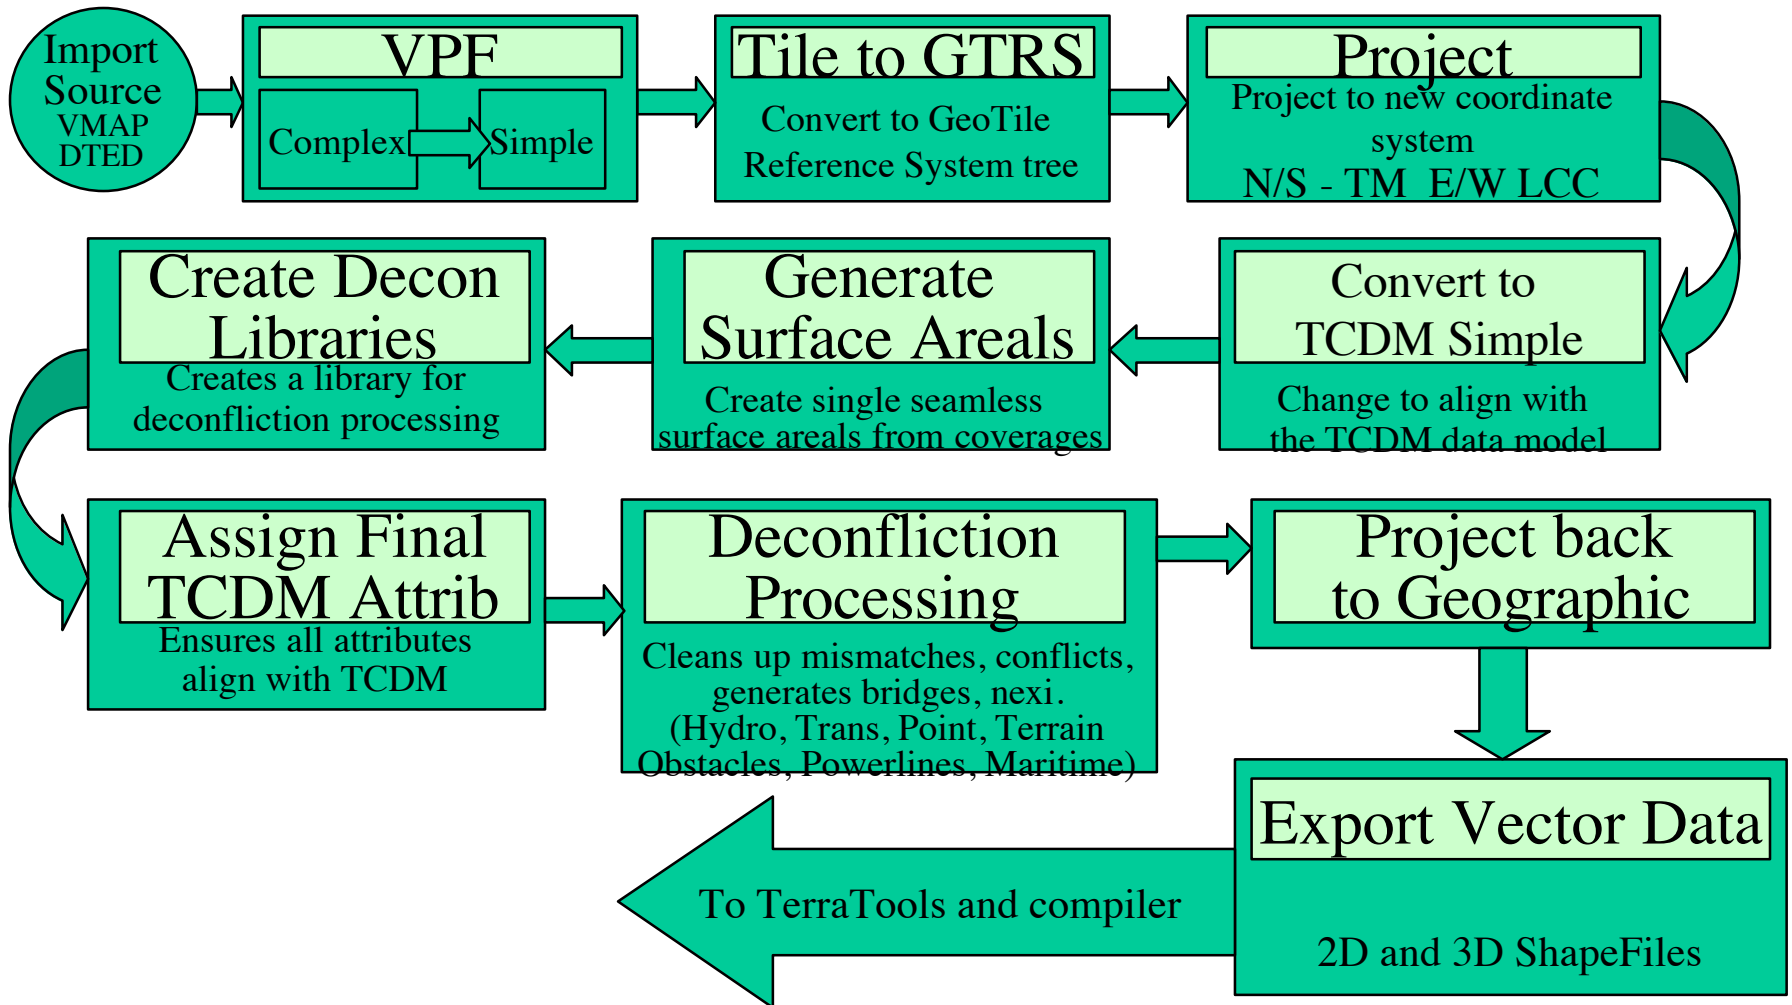 Import
Source
VMAP
DTED
VPF
Complex
Simple
Tile to GTRS
Convert to GeoTile
Reference System tree
Project
Project to new coordinate
system
N/S - TM E/W LCC
Convert to
TCDM Simple
Change to align with
the TCDM data model
Generate
Surface Areals
Create single seamless
surface areals from coverages
Create Decon
Libraries
Creates a library for
deconfliction processing
Assign Final
TCDM Attrib
Ensures all attributes
align with TCDM
Deconfliction
Processing
Cleans up mismatches, conflicts,
generates bridges, nexi.
(Hydro, Trans, Point, Terrain
Obstacles, Powerlines, Maritime)
Project back
to Geographic
Export Vector Data
2D and 3D ShapeFiles
To TerraTools and compiler